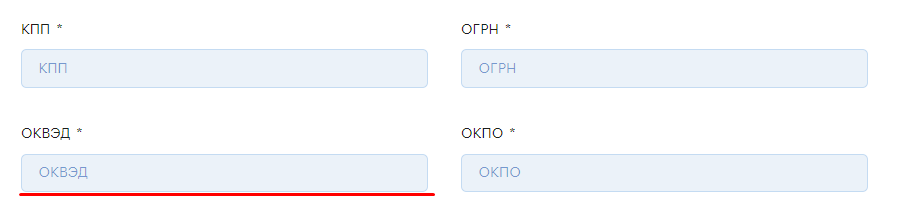 КПП * ОГРН *
КПП ОГРН
ОКВЭД * ОКПО *
ОКВЭД ОКПО